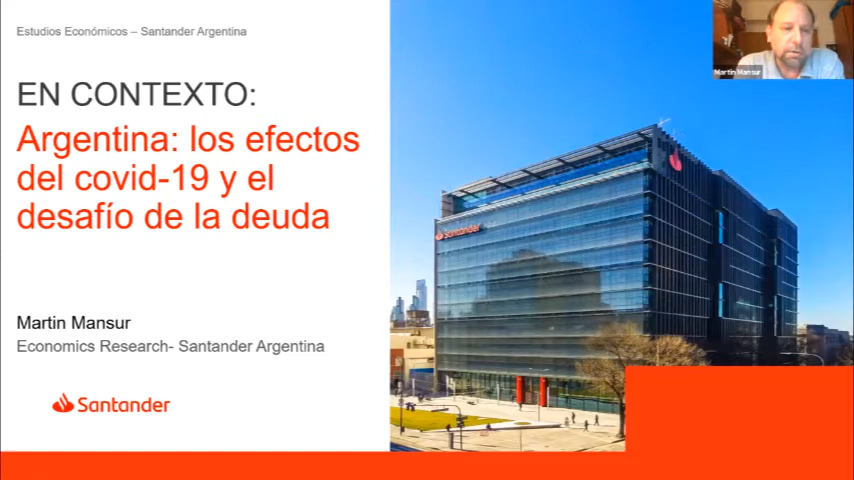 Estudios Económicos – Santander Argentina
EN CONTEXTO:
Argentina: los efectos
del covid-19 y el
desafío de la deuda
Martin Mansur
Economics Research- Santander Argentina
Santander
Santander
Martin Mansur